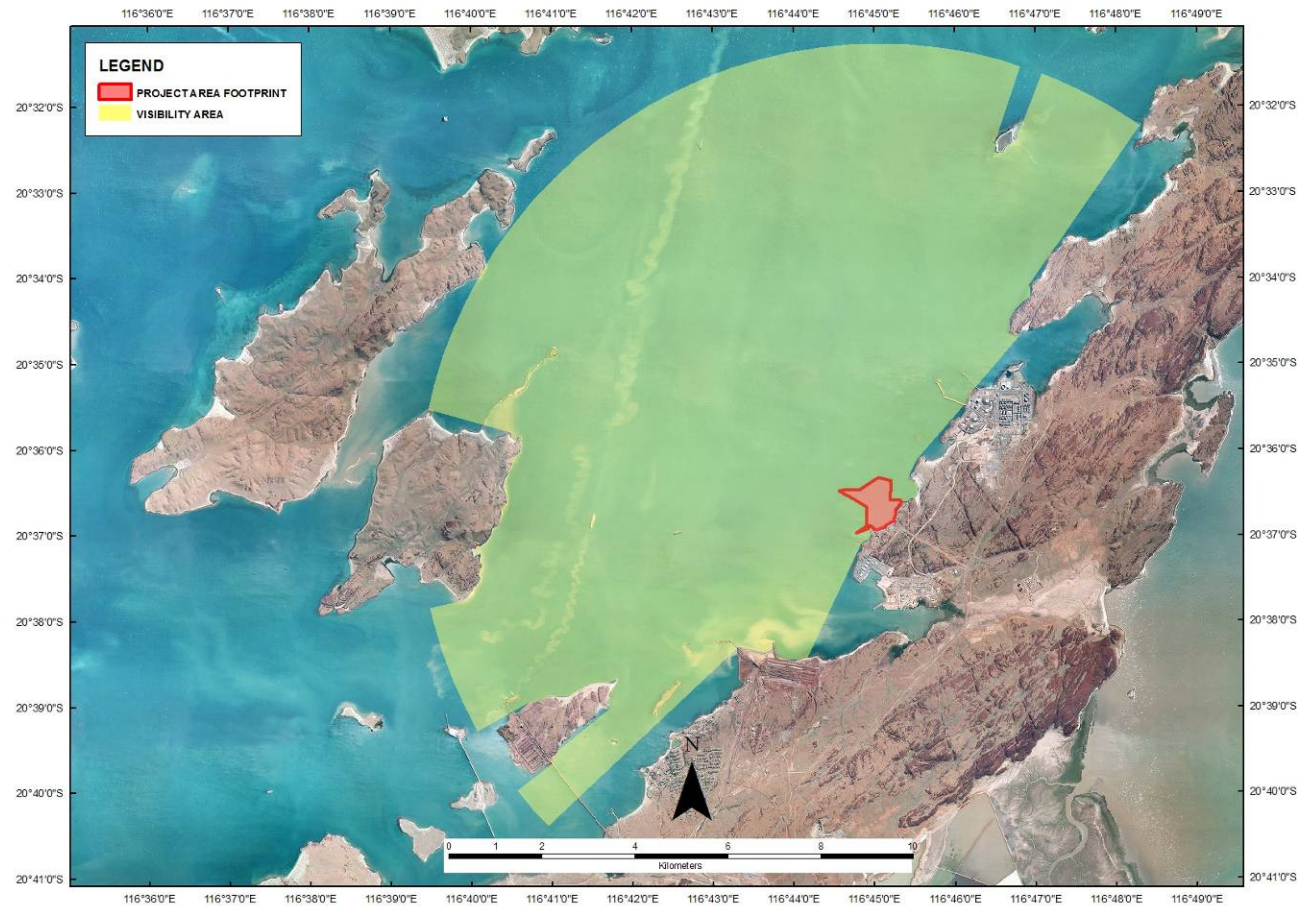 116°36'0"E 116°37'0"E 116°38'0"E 116°39'0"E 116°40'0"E 116°41'0"E 116°42'0"E 116°43'0"E 116°44'0"E 116°45'0"E 116°46'0"E 116°47'0"E 116°48'0"E 116°49'0"E
LEGEND
PROJECT AREA FOOTPRINT
VISIBILITY AREA
20°32'0"S 20°32'0"S
20°33'0"S 20°33'0"S
20°34'0"S 20°34'0"S
20°35'0"S 20°35'0"S
20°36'0"S 20°36'0"S
20°37'0"S 20°37'0"S
20°38'0"S 20°38'0"S
20°39'0"S 20°39'0"S
N
20°40'0"S 20°40'0"S
0 1 2 4 6 8 10
Kilometers
20°41'0"S 20°41'0"S
116°36'0"E 116°37'0"E 116°38'0"E 116°39'0"E 116°40'0"E 116°41'0"E 116°42'0"E 116°43'0"E 116°44'0"E 116°45'0"E 116°46'0"E 116°47'0"E 116°48'0"E 116°49'0"E